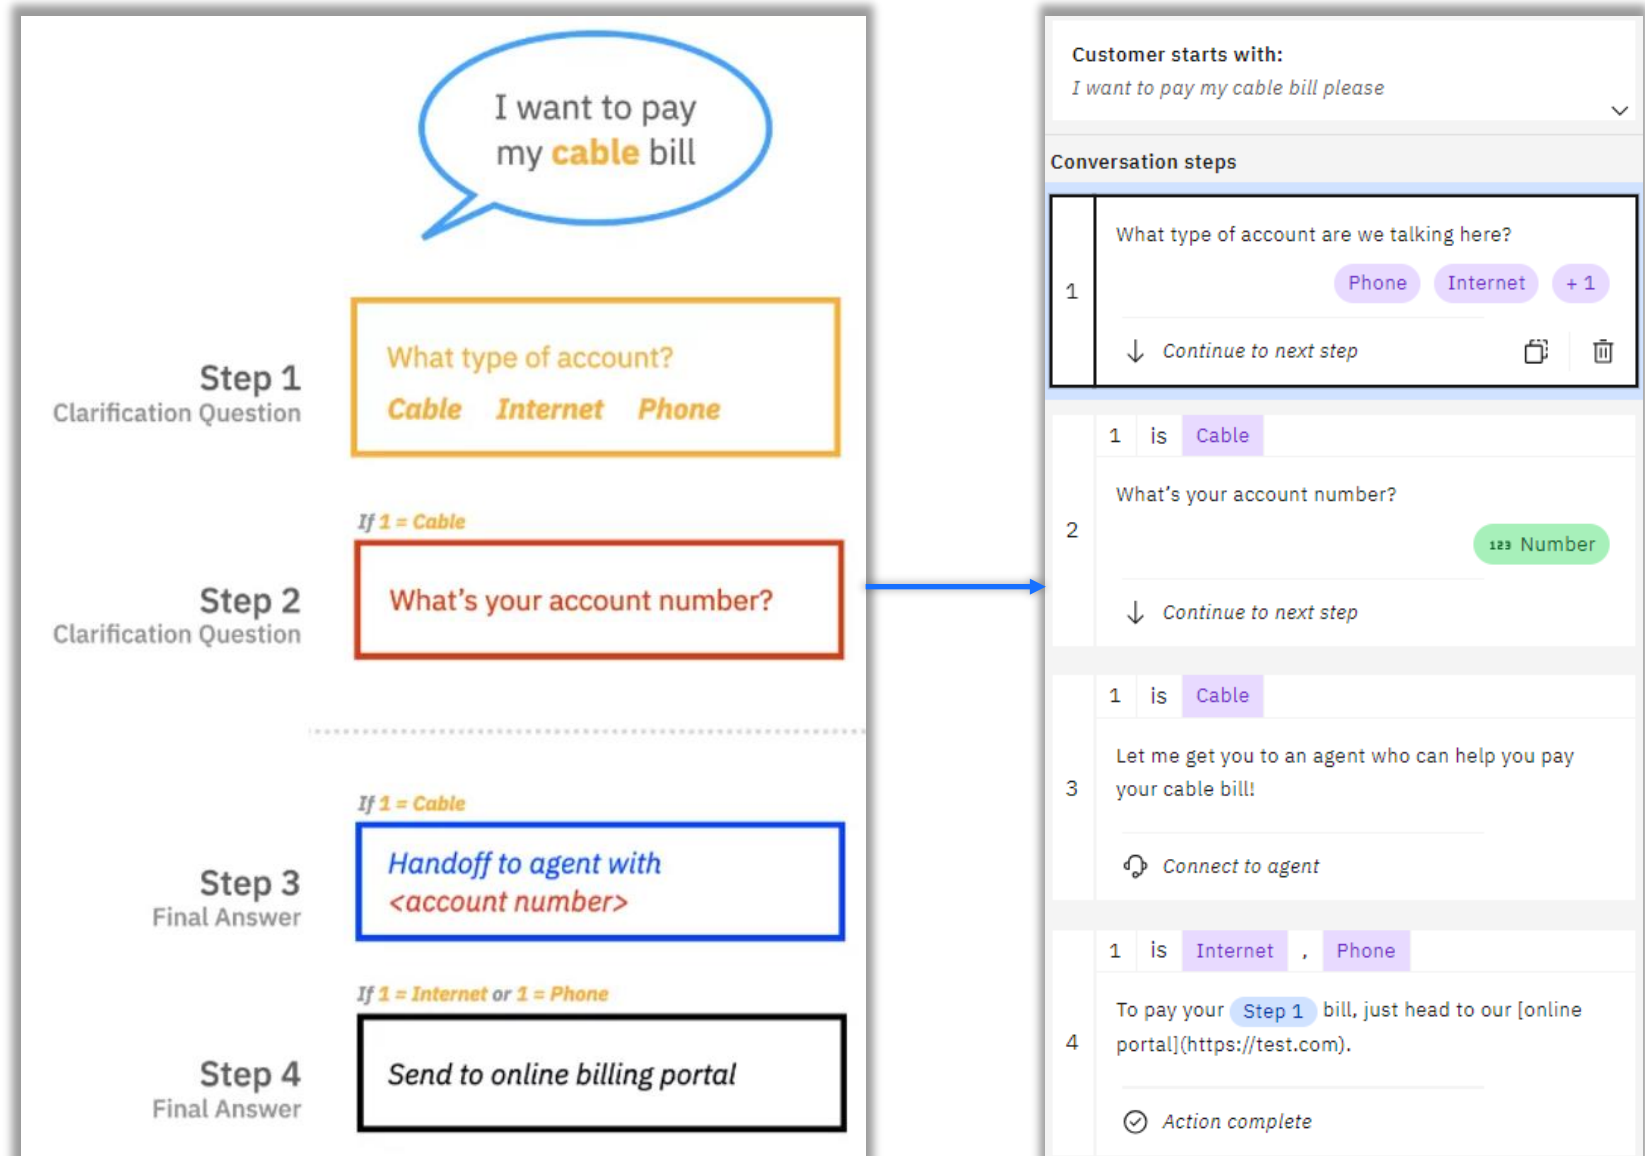 I want to pay
my cable bill
Step 1
Clarification Question
What type of account?
Cable Internet Phone
If 1 = Cable
Step 2
Clarification Question
What's your account number?
If 1 = Cable
Step 3
Final Answer
Handoff to agent with
<account number>
If 1 = Internet or 1 = Phone
Step 4
Final Answer
Send to online billing portal
Customer starts with:
I want to pay my cable bill please
Conversation steps
1
What type of account are we talking here?
Phone Internet + 1
Continue to next step
1 is Cable
2
What's your account number?
123 Number
Continue to next step
1 is Cable
3
Let me get you to an agent who can help you pay
your cable bill!
Connect to agent
1 is Internet , Phone
4
To pay your Step 1 bill, just head to our [online
portal](https://test.com).
Action complete